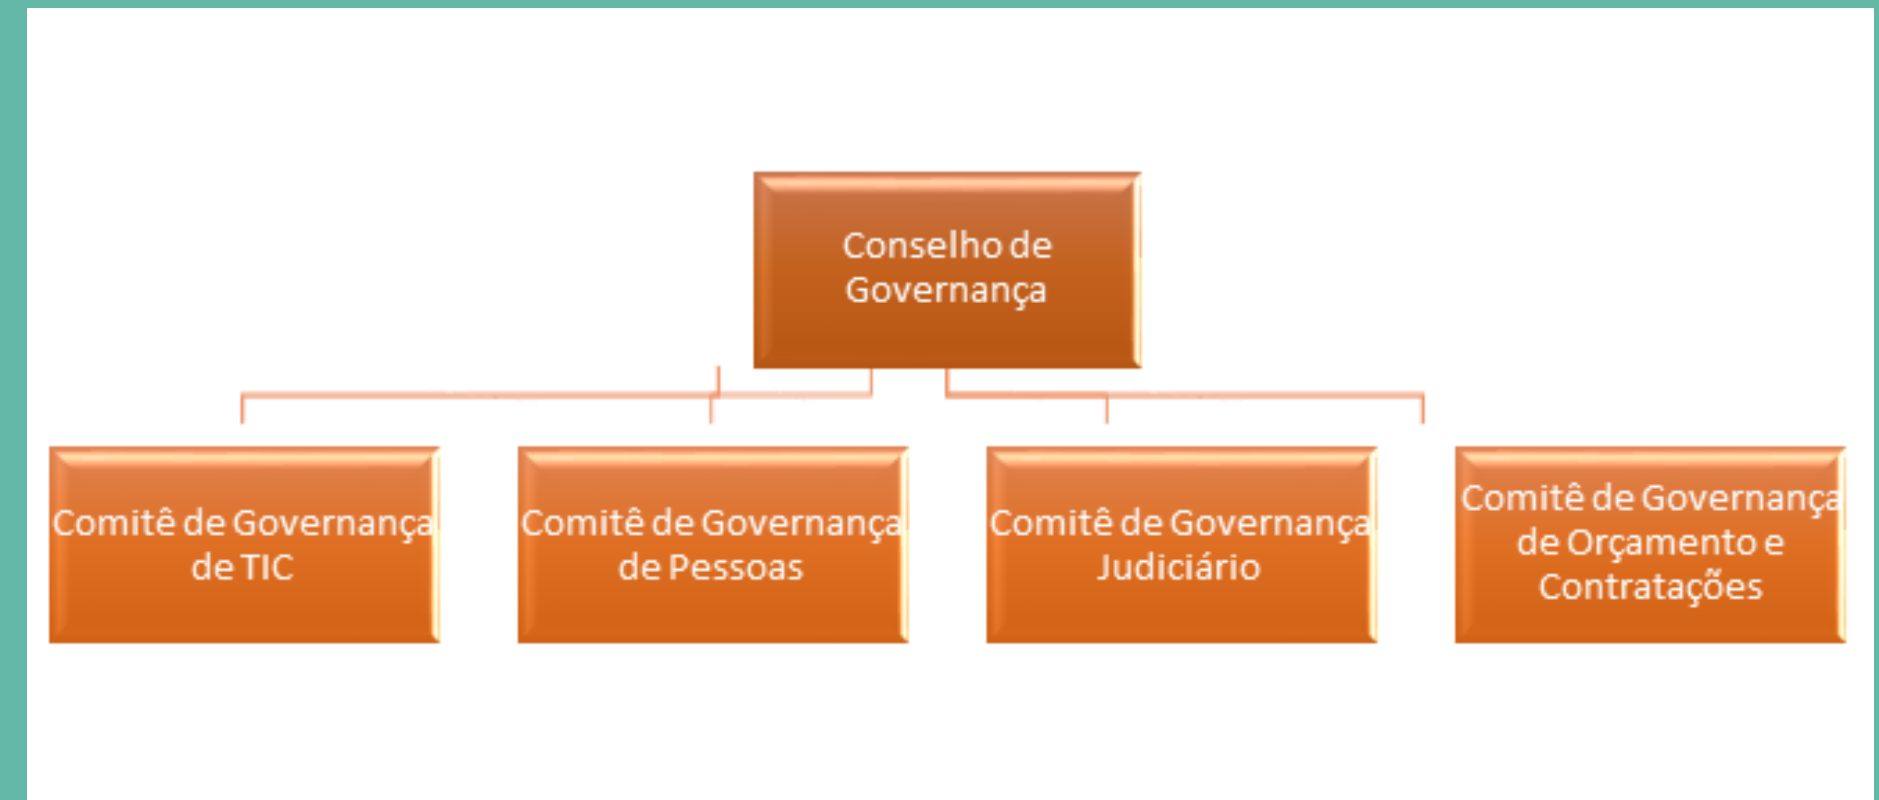 Conselho de
Governança
Comitê de Governança
de TIC
Comitê de Governança
de Pessoas
Comitê de Governança
Judiciário
Comitê de Governança
de Orçamento e
Contratações